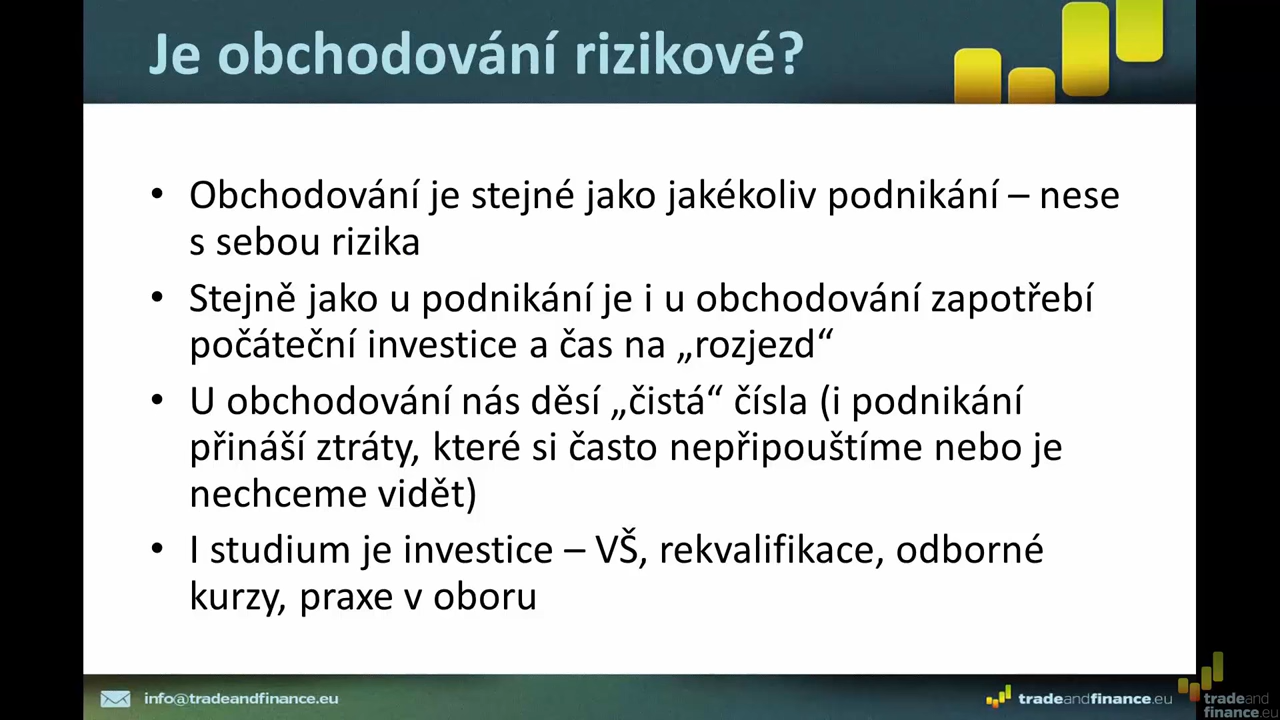 Je obchodování rizikové?
• Obchodování je stejné jako jakékoliv podnikání – nese
s sebou rizika
• Stejně jako u podnikání je i u obchodování zapotřebí
počáteční investice a čas na „rozjezd“
• U obchodování nás děsí „čistá“ čísla (i podnikání
přináší ztráty, které si často nepřipouštíme nebo je
nechceme vidět)
• I studium je investice – VŠ, rekvalifikace, odborné
kurzy, praxe v oboru
info@tradeandfinance.eu
tradeandfinance.eu
tradeand
finance.eu